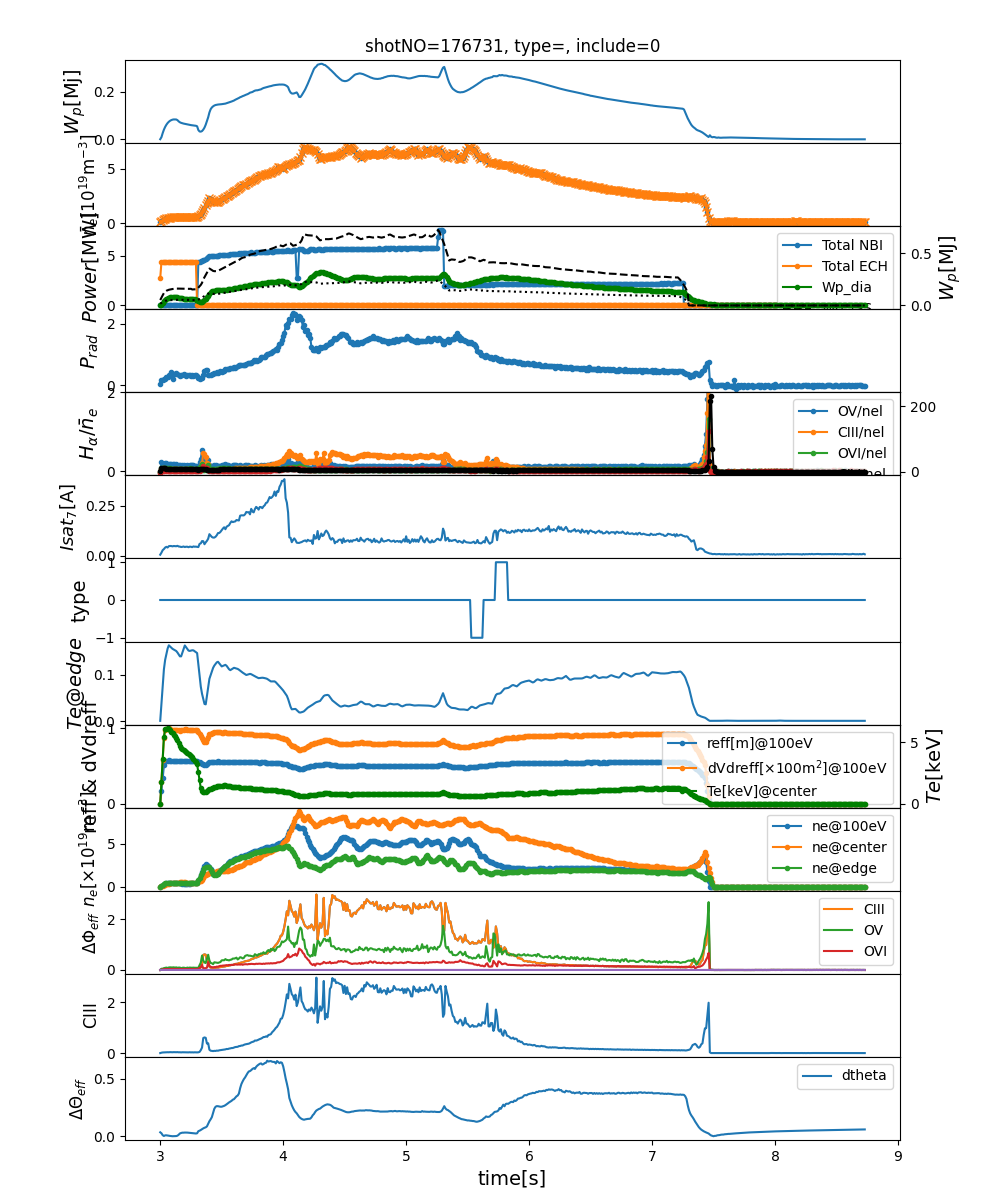 shotNO=176731, type=, include=0
W_p[Mj]
0.2
0.0
n̄_e[10^19m^-3]
5
0
Power[MW]
5
0
Total NBI
Total ECH
Wp_dia
0.5
0.0
W_p[MJ]
P_rad
2
0
H_α/n̄_e
2
0
OV/nel
CIII/nel
OVI/nel
200
0
Isat_7[A]
0.25
0.00
type
1
0
−1
Te@edge
0.1
0.0
reff & dVdreff
1
0
reff[m]@100eV
dVdreff[×100m^2]@100eV
Te[keV]@center
5
0
Te[keV]
n_e[×10^19m^-3]
5
0
ne@100eV
ne@center
ne@edge
ΔΦ_eff
2
0
CIII
OV
OVI
CIII
2
0
ΔΘ_eff
0.5
0.0
dtheta
3 4 5 6 7 8 9
time[s]